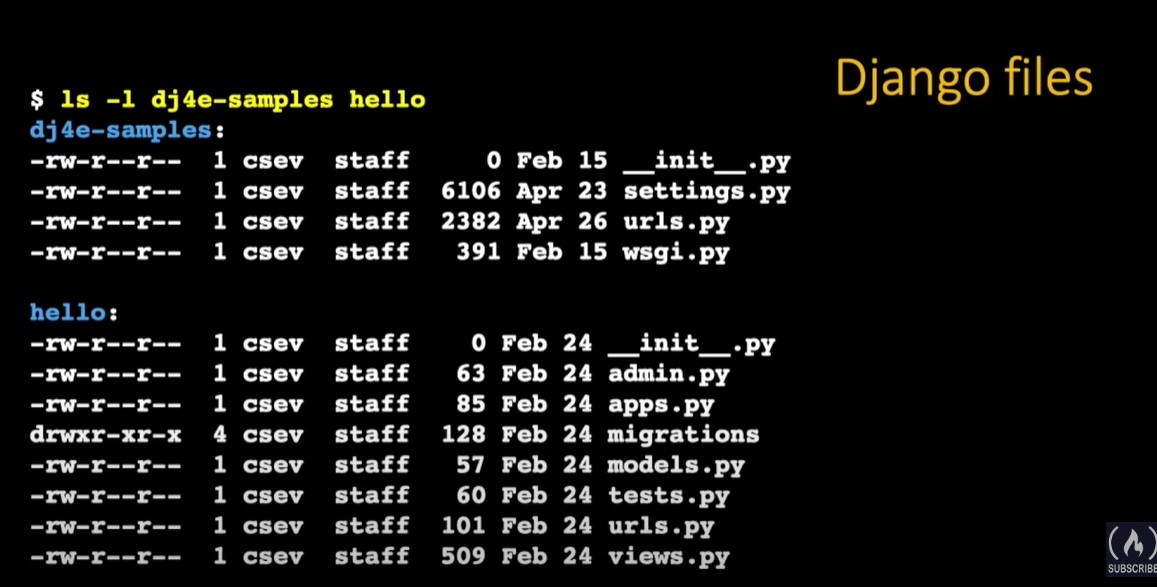 Django files
$ ls -l dj4e-samples hello
dj4e-samples:
-rw-r--r-- 1 csev staff 0 Feb 15 __init__.py
-rw-r--r-- 1 csev staff 6106 Apr 23 settings.py
-rw-r--r-- 1 csev staff 2382 Apr 26 urls.py
-rw-r--r-- 1 csev staff 391 Feb 15 wsgi.py
hello:
-rw-r--r-- 1 csev staff 0 Feb 24 __init__.py
-rw-r--r-- 1 csev staff 63 Feb 24 admin.py
-rw-r--r-- 1 csev staff 85 Feb 24 apps.py
drwxr-xr-x 4 csev staff 128 Feb 24 migrations
-rw-r--r-- 1 csev staff 57 Feb 24 models.py
-rw-r--r-- 1 csev staff 60 Feb 24 tests.py
-rw-r--r-- 1 csev staff 101 Feb 24 urls.py
-rw-r--r-- 1 csev staff 509 Feb 24 views.py
SUBSCRIBE